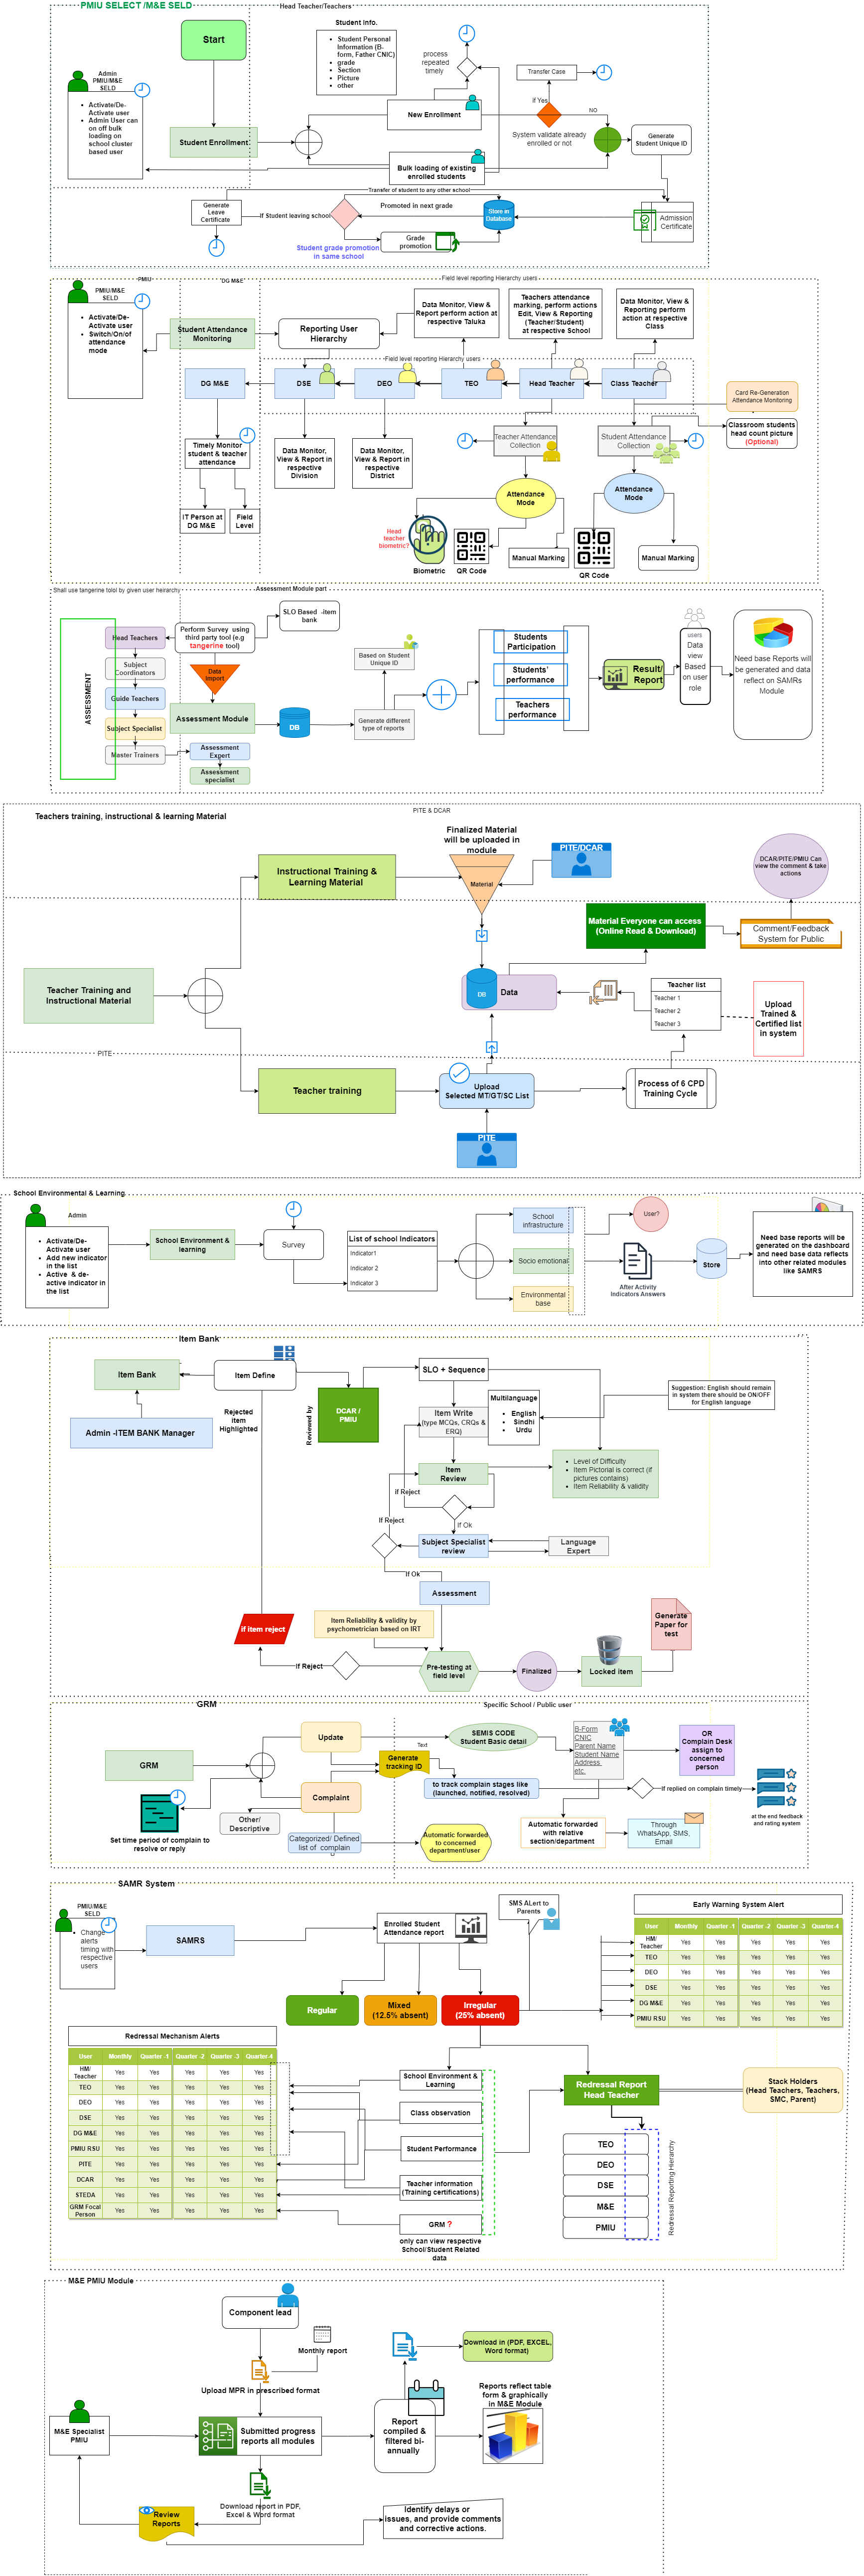 PMIU SELECT /M&E SELD
Head Teacher/Teachers
Start
Student Info.
Student Personal
Information (B-
form, Father CNIC)
grade
Section
Picture
other
process
repeated
timely
Transfer Case
Admin
PMIU/M&E
SELD
Activate/De-
Activate user
Admin User can
on off bulk
loading on
school cluster
based user
if Yes
NO
New Enrollment
System validate already
enrolled or not
Generate
Student Unique ID
Student Enrollment
Bulk loading of existing
enrolled students
Transfer of student to any other school
Generate
Leave
Certificate
If Student leaving school
Promoted in next grade
Store in
Database
Admission
Certificate
Grade
promotion
Student grade promotion
in same school
PMIU
DG M&E
Field level reporting Hierarchy users
PMIU/M&E
SELD
Activate/De-
Activate user
Switch/On/of
attendance
mode
Student Attendance
Monitoring
Reporting User
Hierarchy
Data Monitor, View &
Report perform action at
respective Taluka
Teachers attendance
marking, perform actions
Edit, View & Reporting
(Teacher/Student)
at respective School
Data Monitor, View &
Reporting perform
action at respective
Class
Field level reporting Hierarchy users
DG M&E
DSE
DEO
TEO
Head Teacher
Class Teacher
Card Re-Generation
Attendance Monitoring
Classroom students
head count picture
(Optional)
Timely Monitor
student & teacher
attendance
Data Monitor,
View & Report in
respective
Division
Data Monitor,
View & Report in
respective
District
Teacher Attendance
Collection
Student Attendance
Collection
IT Person at
DG M&E
Field
Level
Attendance
Mode
Attendance
Mode
Head
teacher
biometric?
Biometric
QR Code
Manual Marking
QR Code
Manual Marking
Shall use tangerine tolol by given user heirarchy
Assessment Module part
ASSESSMENT
Head Teachers
Subject
Coordinators
Guide Teachers
Subject Specialist
Master Trainers
Perform Survey using
third party tool (e.g
tangerine tool)
SLO Based -item
bank
Data
Import
Assessment Module
Assessment
Expert
Assessment
specialist
DB
Based on Student
Unique ID
Generate different
type of reports
Students
Participation
Students'
performance
Teachers
performance
Result/
Report
users
Data
view
Based
on user
role
Need base Reports will
be generated and data
reflect on SAMRs
Module
PITE & DCAR
Teachers training, instructional & learning Material
Finalized Material
will be uploaded in
module
PITE/DCAR
Instructional Training &
Learning Material
Material
DCAR/PITE/PMIU Can
view the comment & take
actions
Material Everyone can access
(Online Read & Download)
Comment/Feedback
System for Public
Teacher Training and
Instructional Material
DB
Data
Teacher list
Teacher 1
Teacher 2
Teacher 3
Upload
Trained &
Certified list
in system
PITE
Teacher training
Upload
Selected MT/GT/SC List
Process of 6 CPD
Training Cycle
PITE
School Environmental & Learning
Admin
Activate/De-
Activate user
Add new indicator
in the list
Active & de-
active indicator in
the list
School Environment &
learning
Survey
List of school Indicators
Indicator1
Indicator 2
Indicator 3
School
infrastructure
Socio emotional
Environmental
base
User?
After Activity
Indicators Answers
Store
Need base reports will be
generated on the dashboard
and need base data reflects
into other related modules
like SAMRS
Item Bank
Item Bank
Item Define
Admin -ITEM BANK Manager
Rejected
item
Highlighted
Reviewed by
DCAR /
PMIU
SLO + Sequence
Item Write
(type MCQs, CRQs &
ERQ)
Multilanguage
English
Sindhi
Urdu
Suggestion: English should remain
in system there should be ON/OFF
for English language
Item
Review
Level of Difficulty
Item Pictorial is correct (if
pictures contains)
Item Reliability & validity
if Reject
If Reject
If Ok
Subject Specialist
review
Language
Expert
If Ok
Assessment
if item reject
Item Reliability & validity by
psychometrician based on IRT
If Reject
Pre-testing at
field level
Finalized
Locked item
Generate
Paper for
test
GRM
Specific School / Public user
GRM
Update
Complaint
Text
Generate
tracking ID
SEMIS CODE
Student Basic detail
B-Form
CNIC
Parent Name
Student Name
Address
etc.
OR
Complain Desk
assign to
concerned
person
to track complain stages like
(launched, notified, resolved)
If replied on complain timely
at the end feedback
and rating system
Set time period of complain to
resolve or reply
Other/
Descriptive
Categorized/ Defined
list of complain
Automatic forwarded
to concerned
department/user
Automatic forwarded
with relative
section/department
Through
WhatsApp, SMS,
Email
SAMR System
PMIU/M&E
SELD
Change
alerts
timing with
respective
users
SAMRS
Enrolled Student
Attendance report
SMS ALert to
Parents
Early Warning System Alert
User Monthly Quarter -1 Quarter -2 Quarter -3 Quarter-4
HM/
Teacher Yes Yes Yes Yes Yes
TEO Yes Yes Yes Yes Yes
DEO Yes Yes Yes Yes Yes
DSE Yes Yes Yes Yes Yes
DG M&E Yes Yes Yes Yes Yes
PMIU RSU Yes Yes Yes Yes Yes
Regular
Mixed
(12.5% absent)
Irregular
(25% absent)
Redressal Mechanism Alerts
User Monthly Quarter -1 Quarter -2 Quarter -3 Quarter-4
HM/
Teacher Yes Yes Yes Yes Yes
TEO Yes Yes Yes Yes Yes
DEO Yes Yes Yes Yes Yes
DSE Yes Yes Yes Yes Yes
DG M&E Yes Yes Yes Yes Yes
PMIU RSU Yes Yes Yes Yes Yes
PITE Yes Yes Yes Yes Yes
DCAR Yes Yes Yes Yes Yes
STEDA Yes Yes Yes Yes Yes
GRM Focal
Person Yes Yes Yes Yes Yes
School Environment &
Learning
Class observation
Student Performance
Teacher information
(Training certifications)
GRM ?
only can view respective
School/Student Related
data
Redressal Report
Head Teacher
Stack Holders
(Head Teachers, Teachers,
SMC, Parent)
TEO
DEO
DSE
M&E
PMIU
Redressal Reporting Hierarchy
M&E PMIU Module
Component lead
Monthly report
Upload MPR in prescribed format
Download in (PDF, EXCEL,
Word format)
M&E Specialist
PMIU
Submitted progress
reports all modules
Report
compiled &
filtered bi-
annually
Reports reflect table
form & graphically
in M&E Module
Download report in PDF,
Excel & Word format
Review
Reports
Identify delays or
issues, and provide comments
and corrective actions.